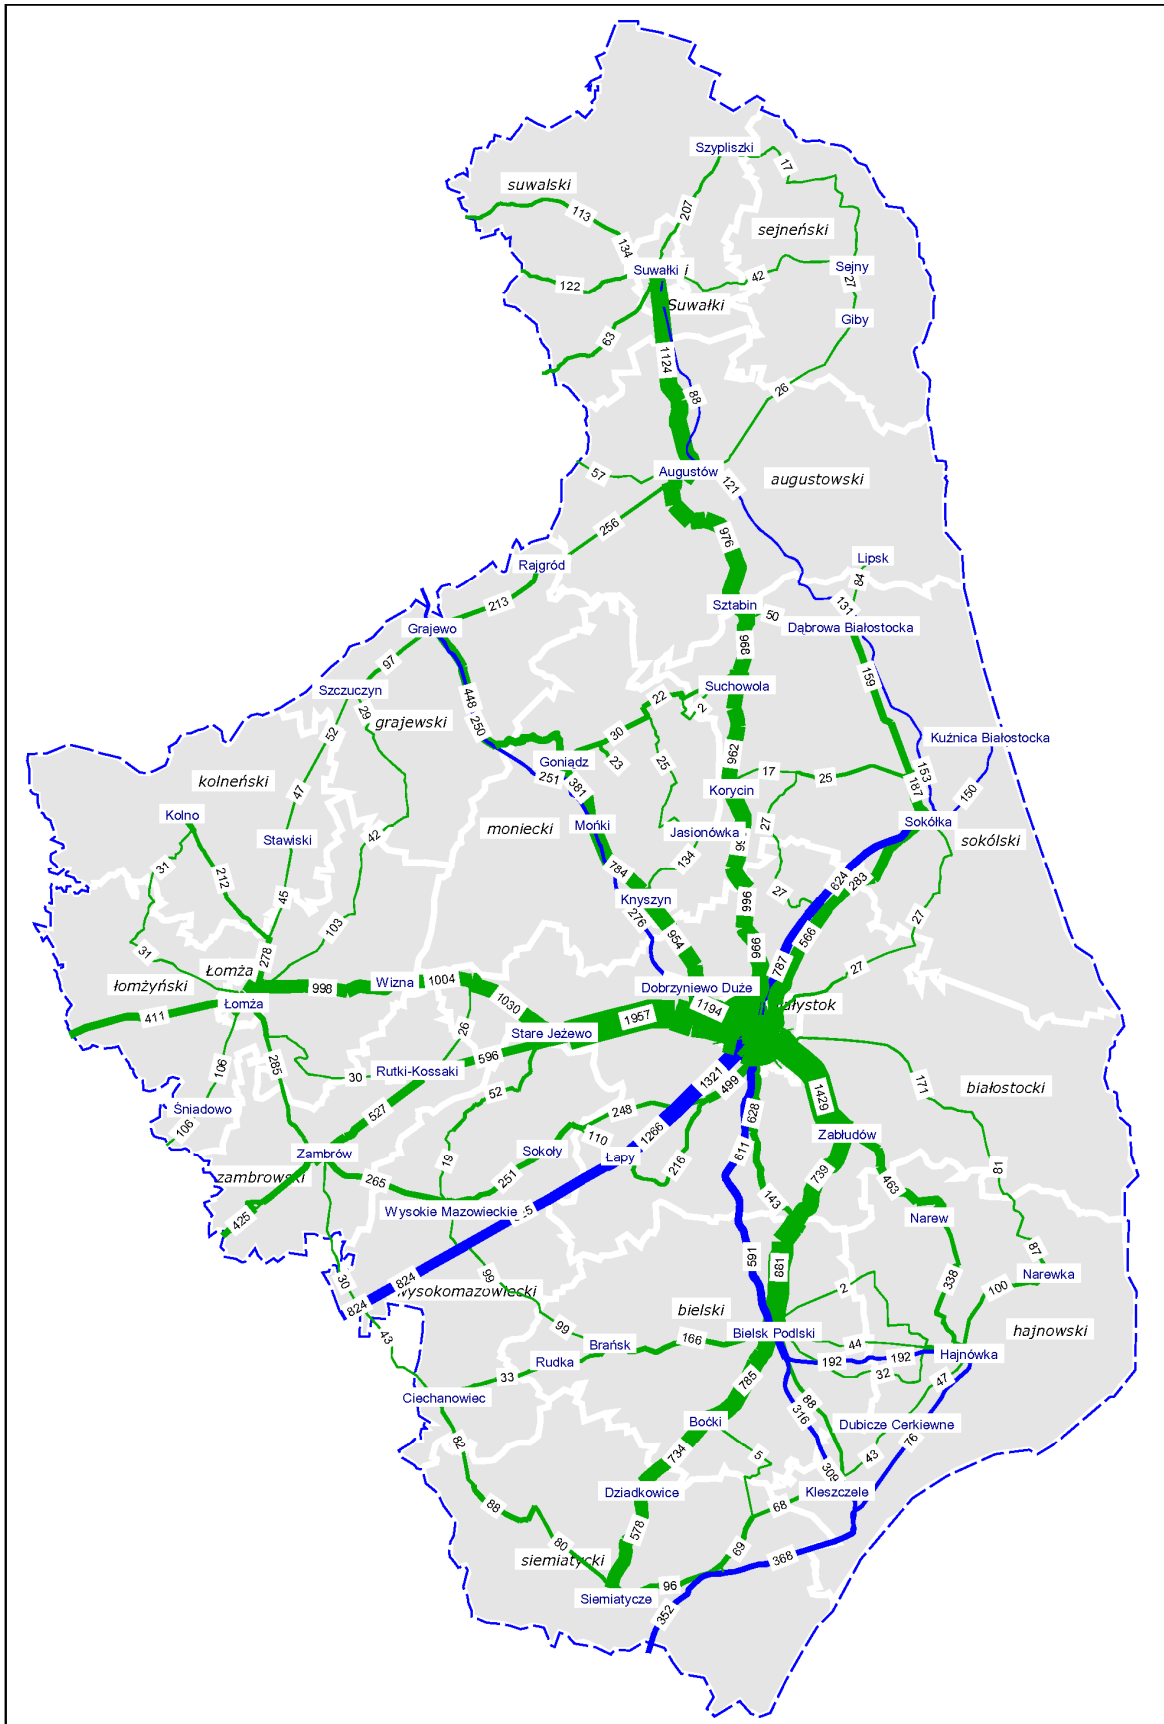 Szypliszki
17
suwalski
113
207
sejneński
134
Suwałki
i
42
Sejny
27
122
Suwałki
Giby
63
1124
88
26
57
Augustów
121
augustowski
256
976
Rajgród
Lipsk
84
213
Sztabin
50
131
Grajewo
Dąbrowa Białostocka
968
97
159
Szczuczyn
448
22
Suchowola
2
29
grajewski
250
30
52
Kuźnica Białostocka
962
Goniądz
23
25
17
25
153
kolneński
251
187
150
47
381
Korycin
Kolno
moniecki
Mońki
Jasionówka
27
Sokółka
Stawiski
42
99
sokólski
31
784
134
212
624
283
45
Knyszyn
996
27
103
276
27
566
31
278
954
966
Łomża
787
27
łomżyński
998
Wizna
1004
Dobrzyniewo Duże
Łomża
1030
1194
ałystok
411
1957
26
Stare Jeżewo
285
596
106
30
Rutki-Kossaki
1321
499
171
białostocki
52
1429
Śniadowo
527
248
628
106
110
1266
Zabłudów
Zambrów
Sokoły
Łapy
611
19
216
81
zambrowski
265
251
739
463
143
425
Wysokie Mazowieckie
5
Narew
87
591
30
99
824
881
338
Narewka
2
100
824
wysokomazowiecki
bielski
43
99
Bielsk Podlski
hajnowski
Brańsk
166
44
Rudka
192
192
Hajnówka
33
32
47
Ciechanowiec
785
88
Boćki
316
Dubicze Cerkiewne
82
76
734
5
43
309
Dziadkowice
Kleszczele
88
68
578
80
69
siemiatycki
368
96
Siemiatycze
352